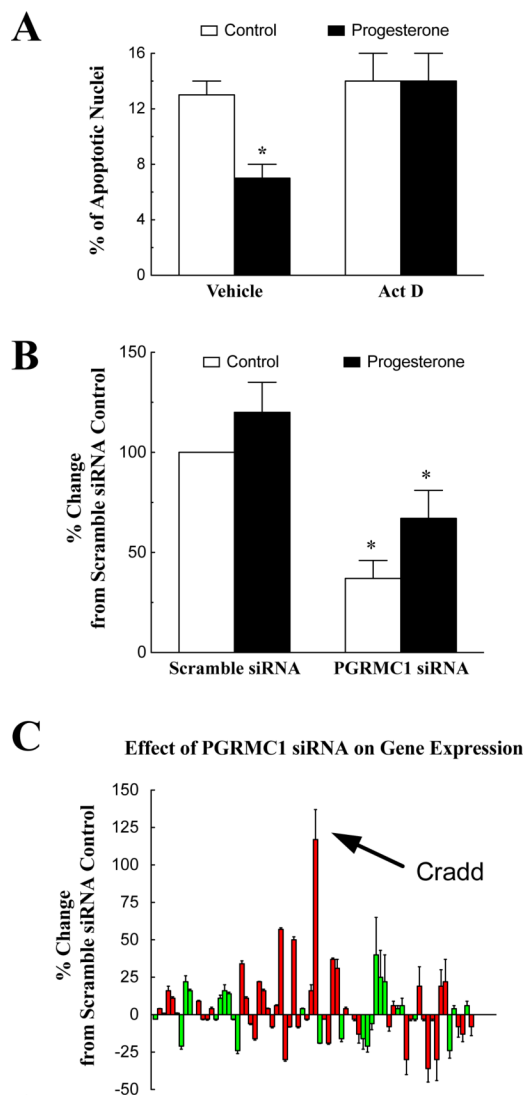 A
Control Progesterone
% of Apoptotic Nuclei
16
12
8
4
0
*
Vehicle Act D
B
Control Progesterone
% Change
from Scramble siRNA Control
150
100
50
0
* *
Scramble siRNA PGRMC1 siRNA
C
Effect of PGRMC1 siRNA on Gene Expression
% Change
from Scramble siRNA Control
150
125
100
75
50
25
0
-25
-50
Cradd